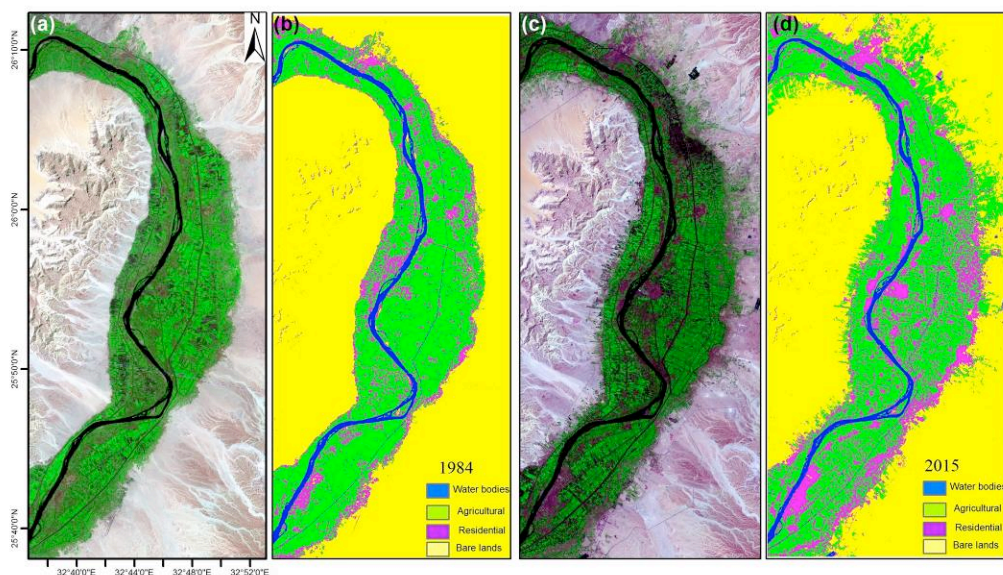 (a)
N
(b)
(c)
(d)
26°10'0"N
26°0'0"N
25°50'0"N
25°40'0"N
1984
Water bodies
Agricultural
Residential
Bare lands
2015
Water bodies
Agricultural
Residential
Bare lands
32°40'0"E 32°44'0"E 32°48'0"E 32°52'0"E